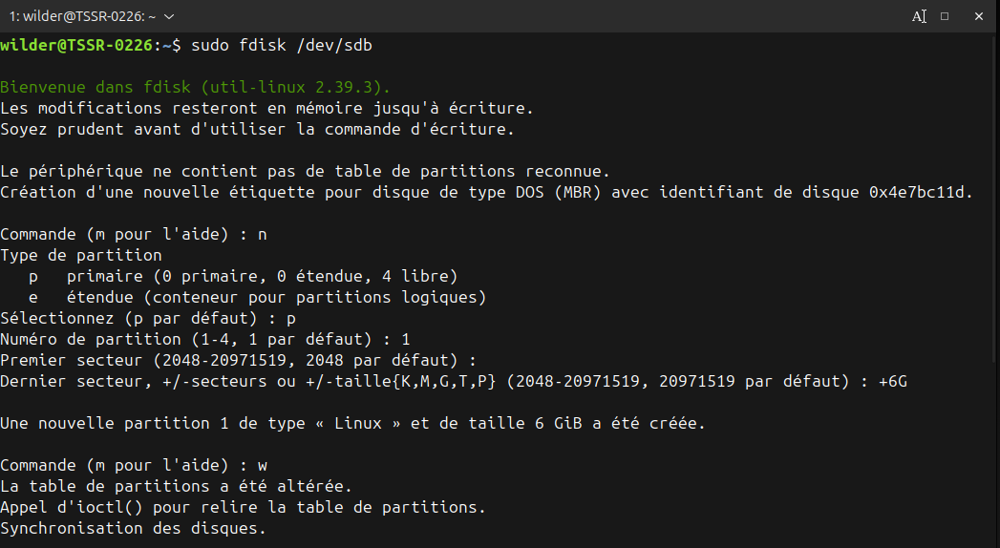 1: wilder@TSSR-0226: ~
wilder@TSSR-0226:~$ sudo fdisk /dev/sdb
Bienvenue dans fdisk (util-linux 2.39.3).
Les modifications resteront en mémoire jusqu'à écriture.
Soyez prudent avant d'utiliser la commande d'écriture.
Le périphérique ne contient pas de table de partitions reconnue.
Création d'une nouvelle étiquette pour disque de type DOS (MBR) avec identifiant de disque 0x4e7bc11d.
Commande (m pour l'aide) : n
Type de partition
p   primaire (0 primaire, 0 étendue, 4 libre)
e   étendue (conteneur pour partitions logiques)
Sélectionnez (p par défaut) : p
Numéro de partition (1-4, 1 par défaut) : 1
Premier secteur (2048-20971519, 2048 par défaut) :
Dernier secteur, +/-secteurs ou +/-taille{K,M,G,T,P} (2048-20971519, 20971519 par défaut) : +6G
Une nouvelle partition 1 de type « Linux » et de taille 6 GiB a été créée.
Commande (m pour l'aide) : w
La table de partitions a été altérée.
Appel d'ioctl() pour relire la table de partitions.
Synchronisation des disques.